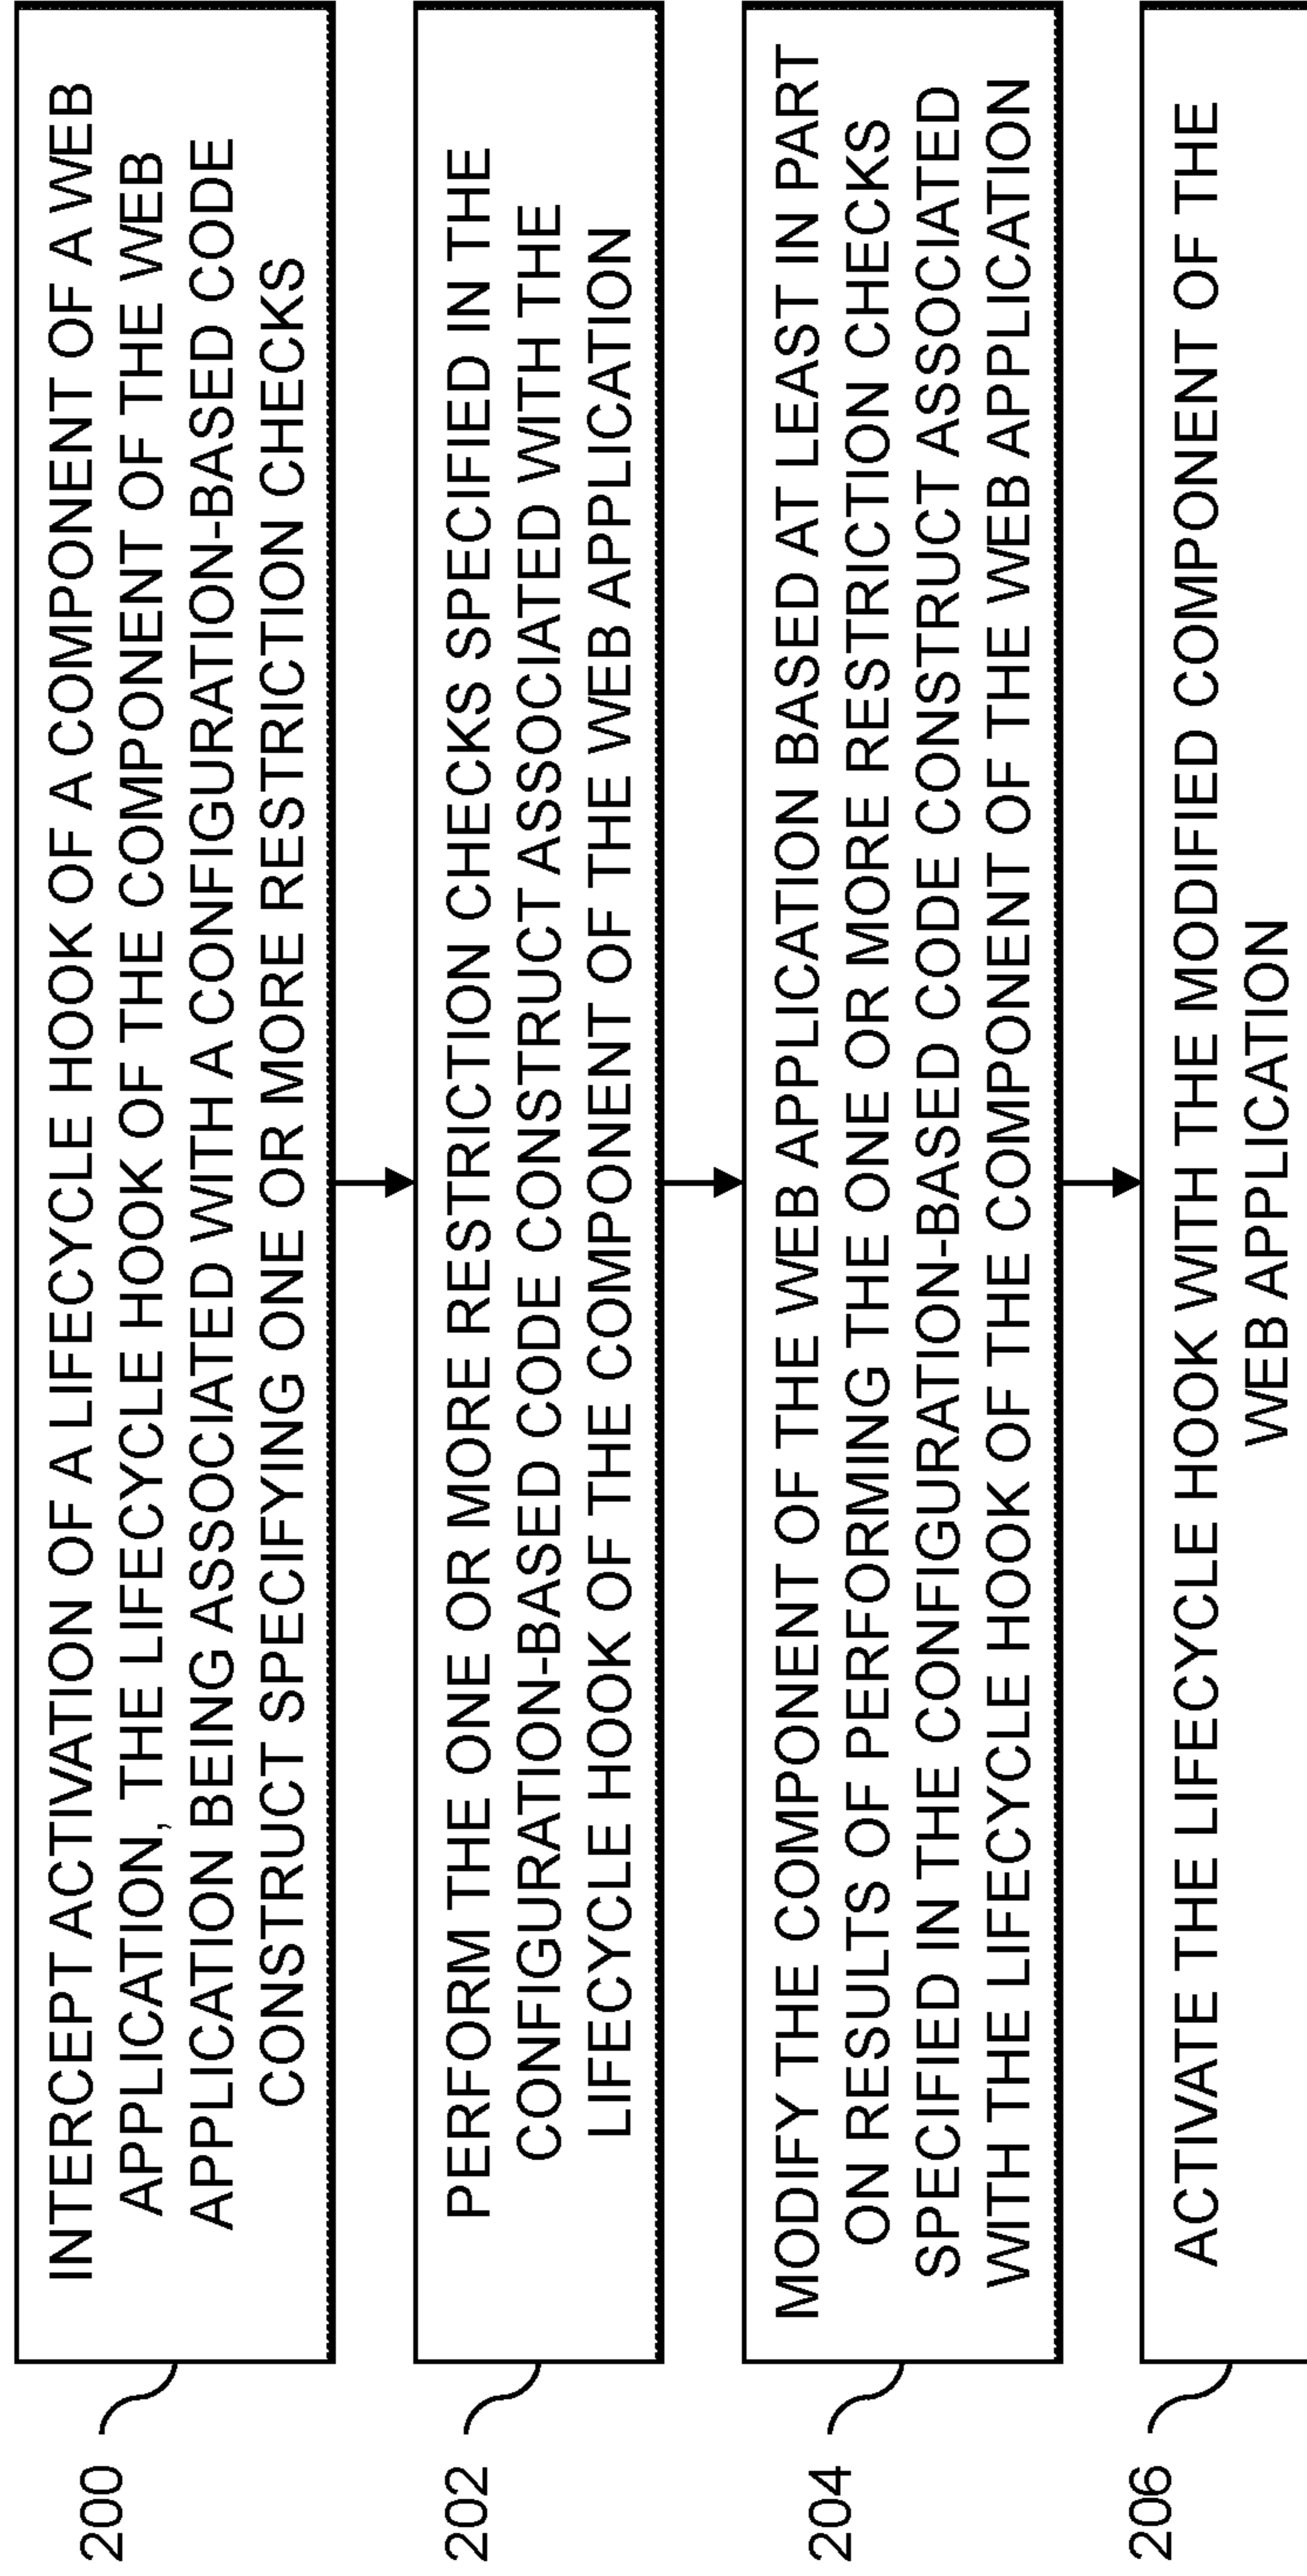 200
INTERCEPT ACTIVATION OF A LIFECYCLE HOOK OF A COMPONENT OF A WEB
APPLICATION, THE LIFECYCLE HOOK OF THE COMPONENT OF THE WEB
APPLICATION BEING ASSOCIATED WITH A CONFIGURATION-BASED CODE
CONSTRUCT SPECIFYING ONE OR MORE RESTRICTION CHECKS
202
PERFORM THE ONE OR MORE RESTRICTION CHECKS SPECIFIED IN THE
CONFIGURATION-BASED CODE CONSTRUCT ASSOCIATED WITH THE
LIFECYCLE HOOK OF THE COMPONENT OF THE WEB APPLICATION
204
MODIFY THE COMPONENT OF THE WEB APPLICATION BASED AT LEAST IN PART
ON RESULTS OF PERFORMING THE ONE OR MORE RESTRICTION CHECKS
SPECIFIED IN THE CONFIGURATION-BASED CODE CONSTRUCT ASSOCIATED
WITH THE LIFECYCLE HOOK OF THE COMPONENT OF THE WEB APPLICATION
206
ACTIVATE THE LIFECYCLE HOOK WITH THE MODIFIED COMPONENT OF THE
WEB APPLICATION